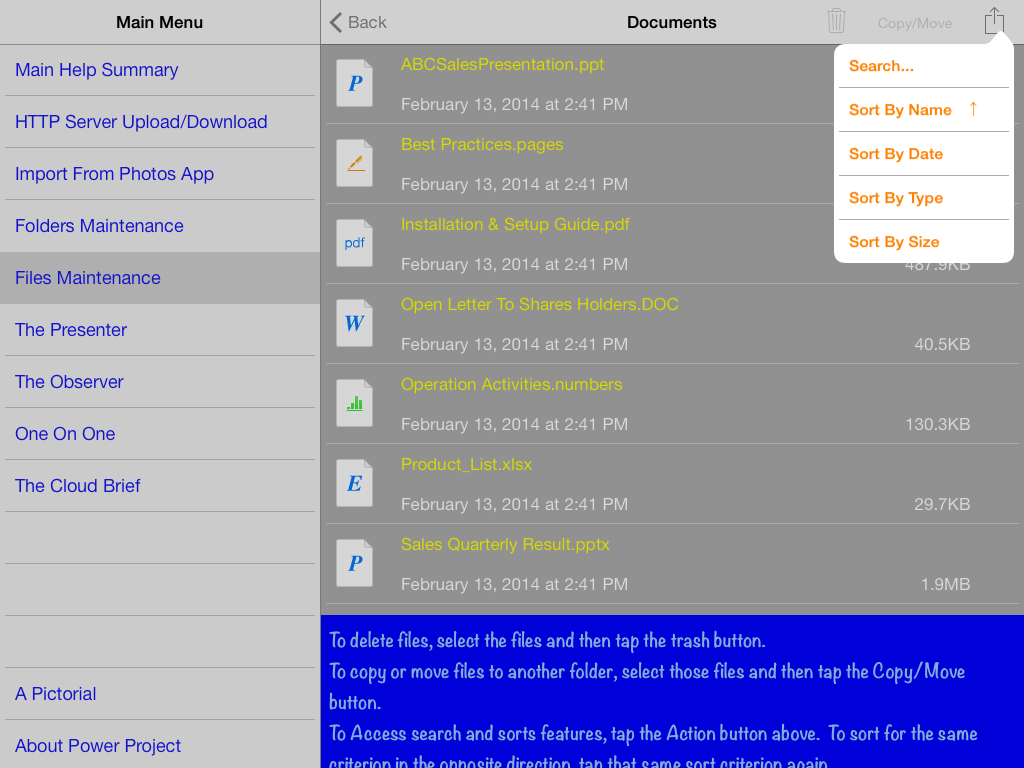 Main Menu
Main Help Summary
HTTP Server Upload/Download
Import From Photos App
Folders Maintenance
Files Maintenance
The Presenter
The Observer
One On One
The Cloud Brief
A Pictorial
About Power Project
Back
Documents
Copy/Move
Search...
Sort By Name ↑
Sort By Date
Sort By Type
Sort By Size
P
ABCSalesPresentation.ppt
February 13, 2014 at 2:41 PM
Best Practices.pages
February 13, 2014 at 2:41 PM
pdf
Installation & Setup Guide.pdf
February 13, 2014 at 2:41 PM
487.9KB
W
Open Letter To Shares Holders.DOC
February 13, 2014 at 2:41 PM
40.5KB
Operation Activities.numbers
February 13, 2014 at 2:41 PM
130.3KB
E
Product_List.xlsx
February 13, 2014 at 2:41 PM
29.7KB
P
Sales Quarterly Result.pptx
February 13, 2014 at 2:41 PM
1.9MB
To delete files, select the files and then tap the trash button.
To copy or move files to another folder, select those files and then tap the Copy/Move
button.
To Access search and sorts features, tap the Action button above. To sort for the same
criterion in the opposite direction, tap that same sort criterion again.